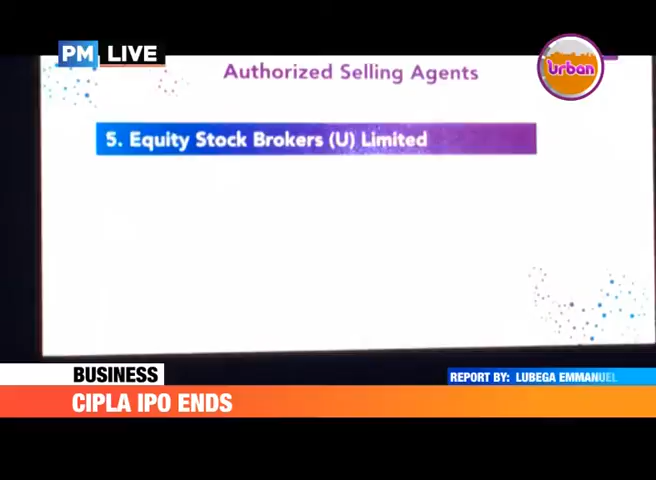 PM LIVE
urban
Authorized Selling Agents
5. Equity Stock Brokers (U) Limited
BUSINESS
REPORT BY: LUBEGA EMMANUEL
CIPLA IPO ENDS